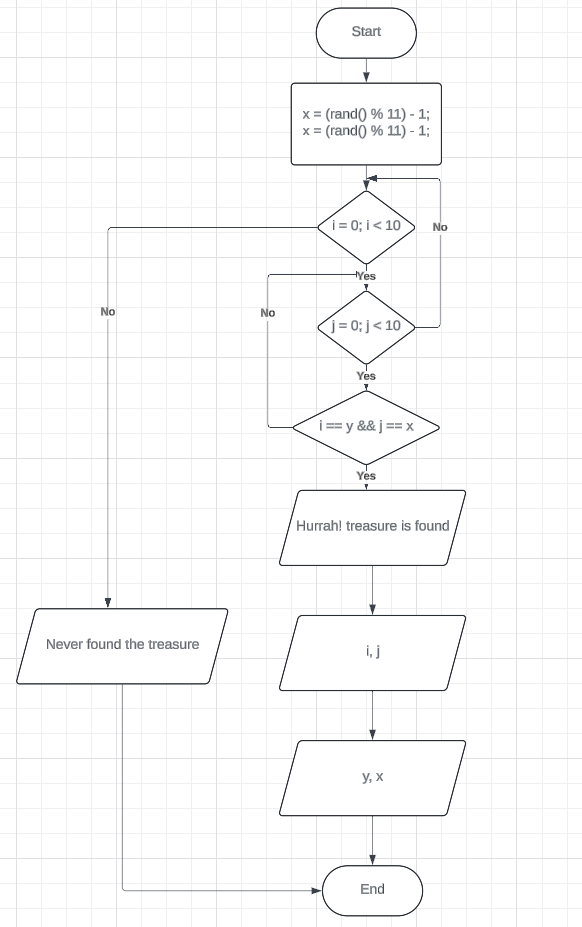 Start
x = (rand() % 11) - 1;
x = (rand() % 11) - 1;
i = 0; i < 10
No
Yes
No
No
j = 0; j < 10
Yes
i == y && j == x
Yes
Hurrah! treasure is found
Never found the treasure
i, j
y, x
End